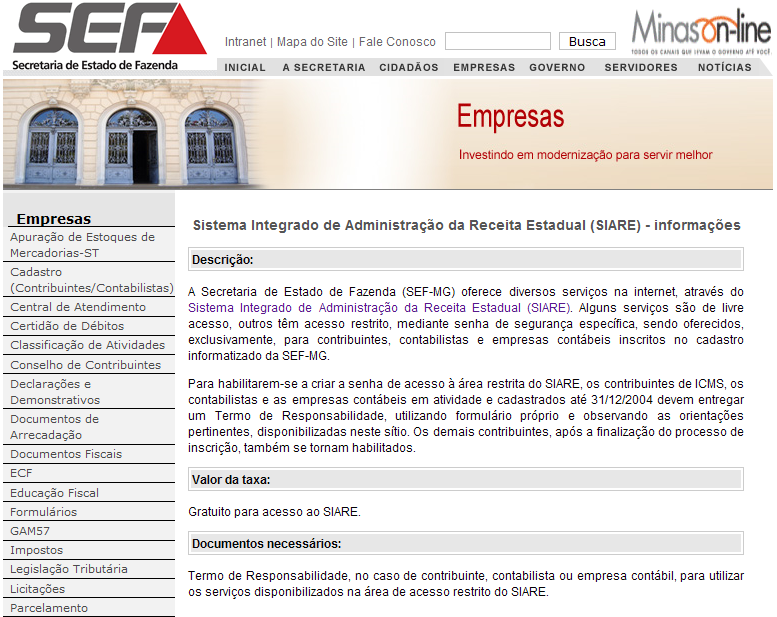 SEF
Secretaria de Estado de Fazenda
Intranet | Mapa do Site | Fale Conosco
Busca
Minas on-line
TODOS OS CANAIS QUE LEVAM O GOVERNO ATÉ VOCÊ.
INICIAL A SECRETARIA CIDADÃOS EMPRESAS GOVERNO SERVIDORES NOTÍCIAS
Empresas
Investindo em modernização para servir melhor
Empresas
Apuração de Estoques de
Mercadorias-ST
Cadastro
(Contribuintes/Contabilistas)
Central de Atendimento
Certidão de Débitos
Classificação de Atividades
Conselho de Contribuintes
Declarações e
Demonstrativos
Documentos de
Arrecadação
Documentos Fiscais
ECF
Educação Fiscal
Formulários
GAM57
Impostos
Legislação Tributária
Licitações
Parcelamento
Sistema Integrado de Administração da Receita Estadual (SIARE) - informações
Descrição:
A Secretaria de Estado de Fazenda (SEF-MG) oferece diversos serviços na internet, através do
Sistema Integrado de Administração da Receita Estadual (SIARE). Alguns serviços são de livre
acesso, outros têm acesso restrito, mediante senha de segurança específica, sendo oferecidos,
exclusivamente, para contribuintes, contabilistas e empresas contábeis inscritos no cadastro
informatizado da SEF-MG.
Para habilitarem-se a criar a senha de acesso à área restrita do SIARE, os contribuintes de ICMS, os
contabilistas e as empresas contábeis em atividade e cadastrados até 31/12/2004 devem entregar
um Termo de Responsabilidade, utilizando formulário próprio e observando as orientações
pertinentes, disponibilizadas neste sítio. Os demais contribuintes, após a finalização do processo de
inscrição, também se tornam habilitados.
Valor da taxa:
Gratuito para acesso ao SIARE.
Documentos necessários:
Termo de Responsabilidade, no caso de contribuinte, contabilista ou empresa contábil, para utilizar
os serviços disponibilizados na área de acesso restrito do SIARE.